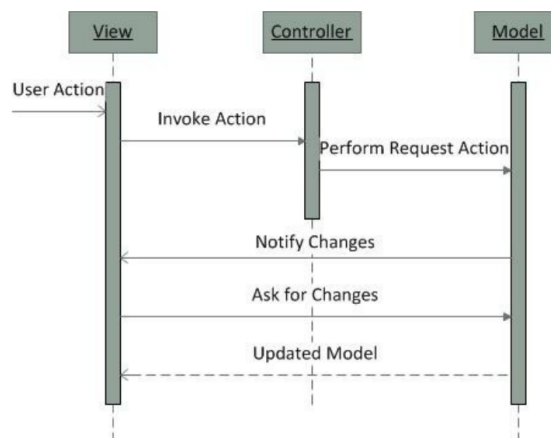 View
Controller
Model
User Action
Invoke Action
Perform Request Action
Notify Changes
Ask for Changes
Updated Model